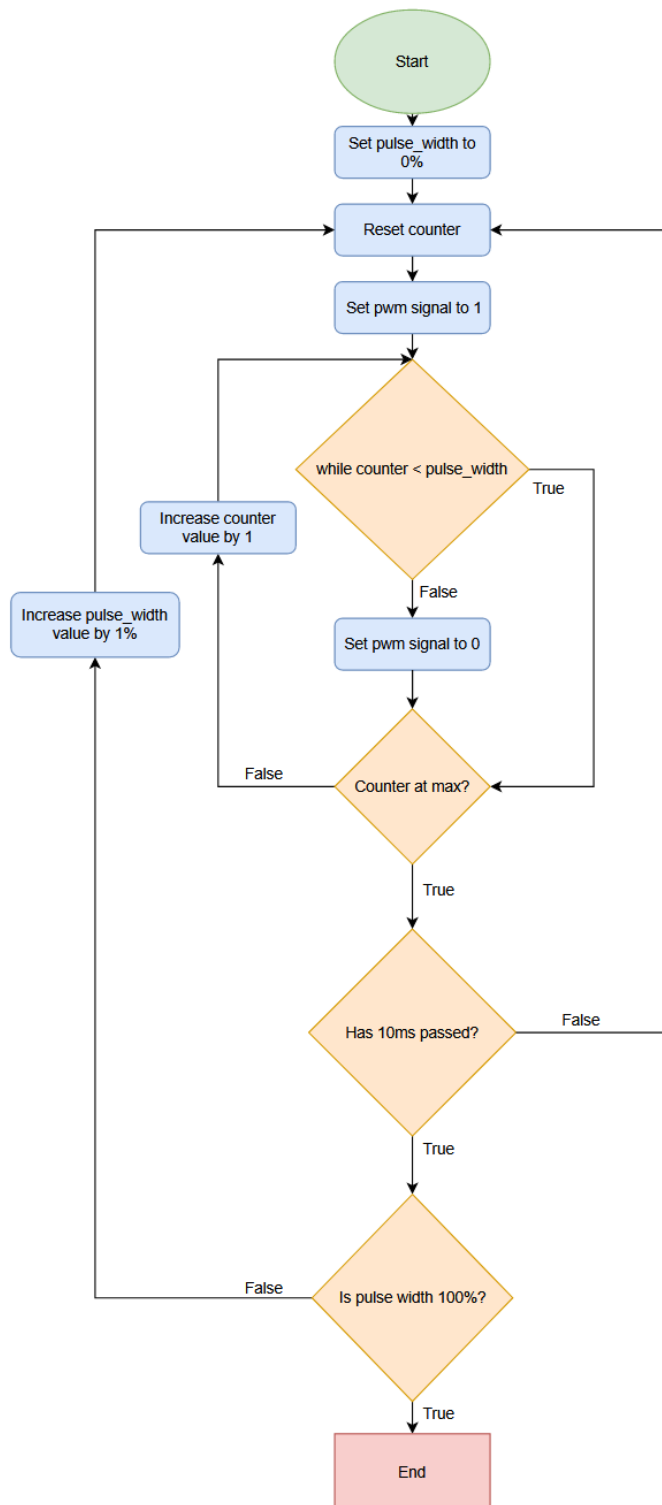 Start
Set pulse_width to
0%
Reset counter
Set pwm signal to 1
while counter < pulse_width
True
Increase counter
value by 1
False
Increase pulse_width
value by 1%
Set pwm signal to 0
False
Counter at max?
True
Has 10ms passed?
False
True
False
Is pulse width 100%?
True
End